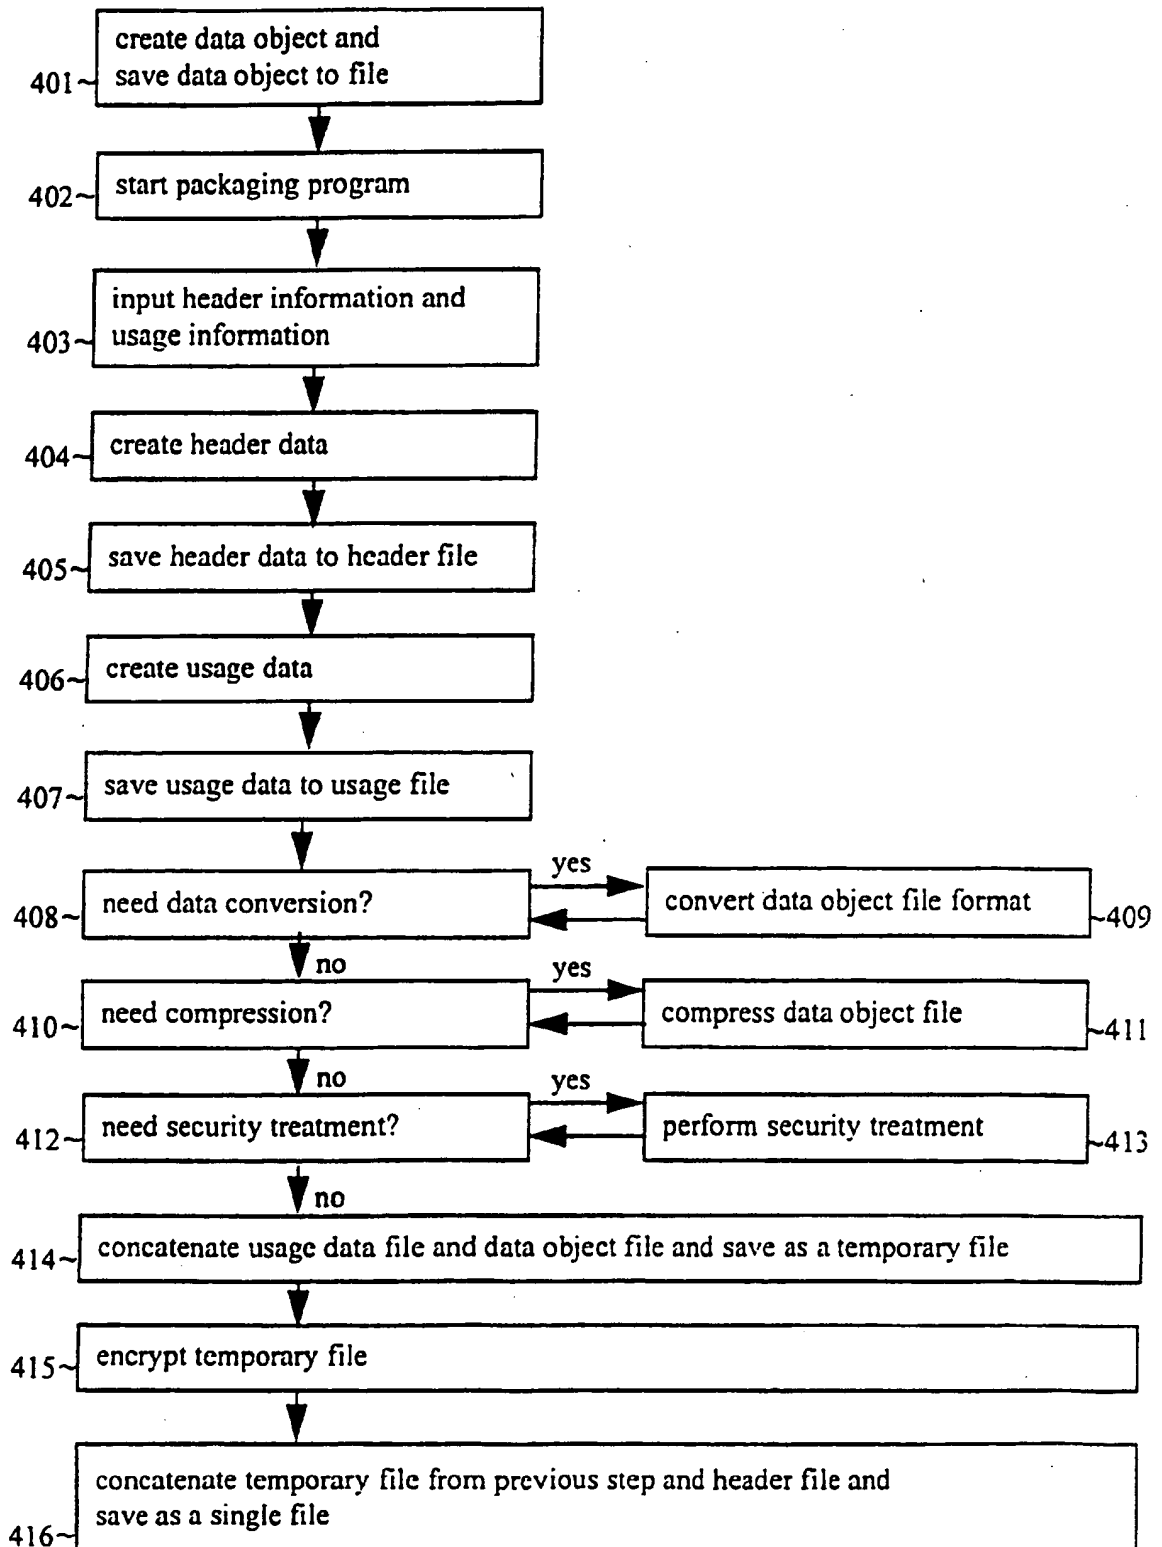 create data object and
save data object to file
401~
start packaging program
402~
input header information and
usage information
403~
create header data
404~
save header data to header file
405~
create usage data
406~
save usage data to usage file
407~
yes
need data conversion?
convert data object file format
408~
~409
no
yes
need compression?
compress data object file
410~
~411
no
yes
need security treatment?
perform security treatment
412~
~413
no
concatenate usage data file and data object file and save as a temporary file
414~
encrypt temporary file
415~
concatenate temporary file from previous step and header file and
save as a single file
416~